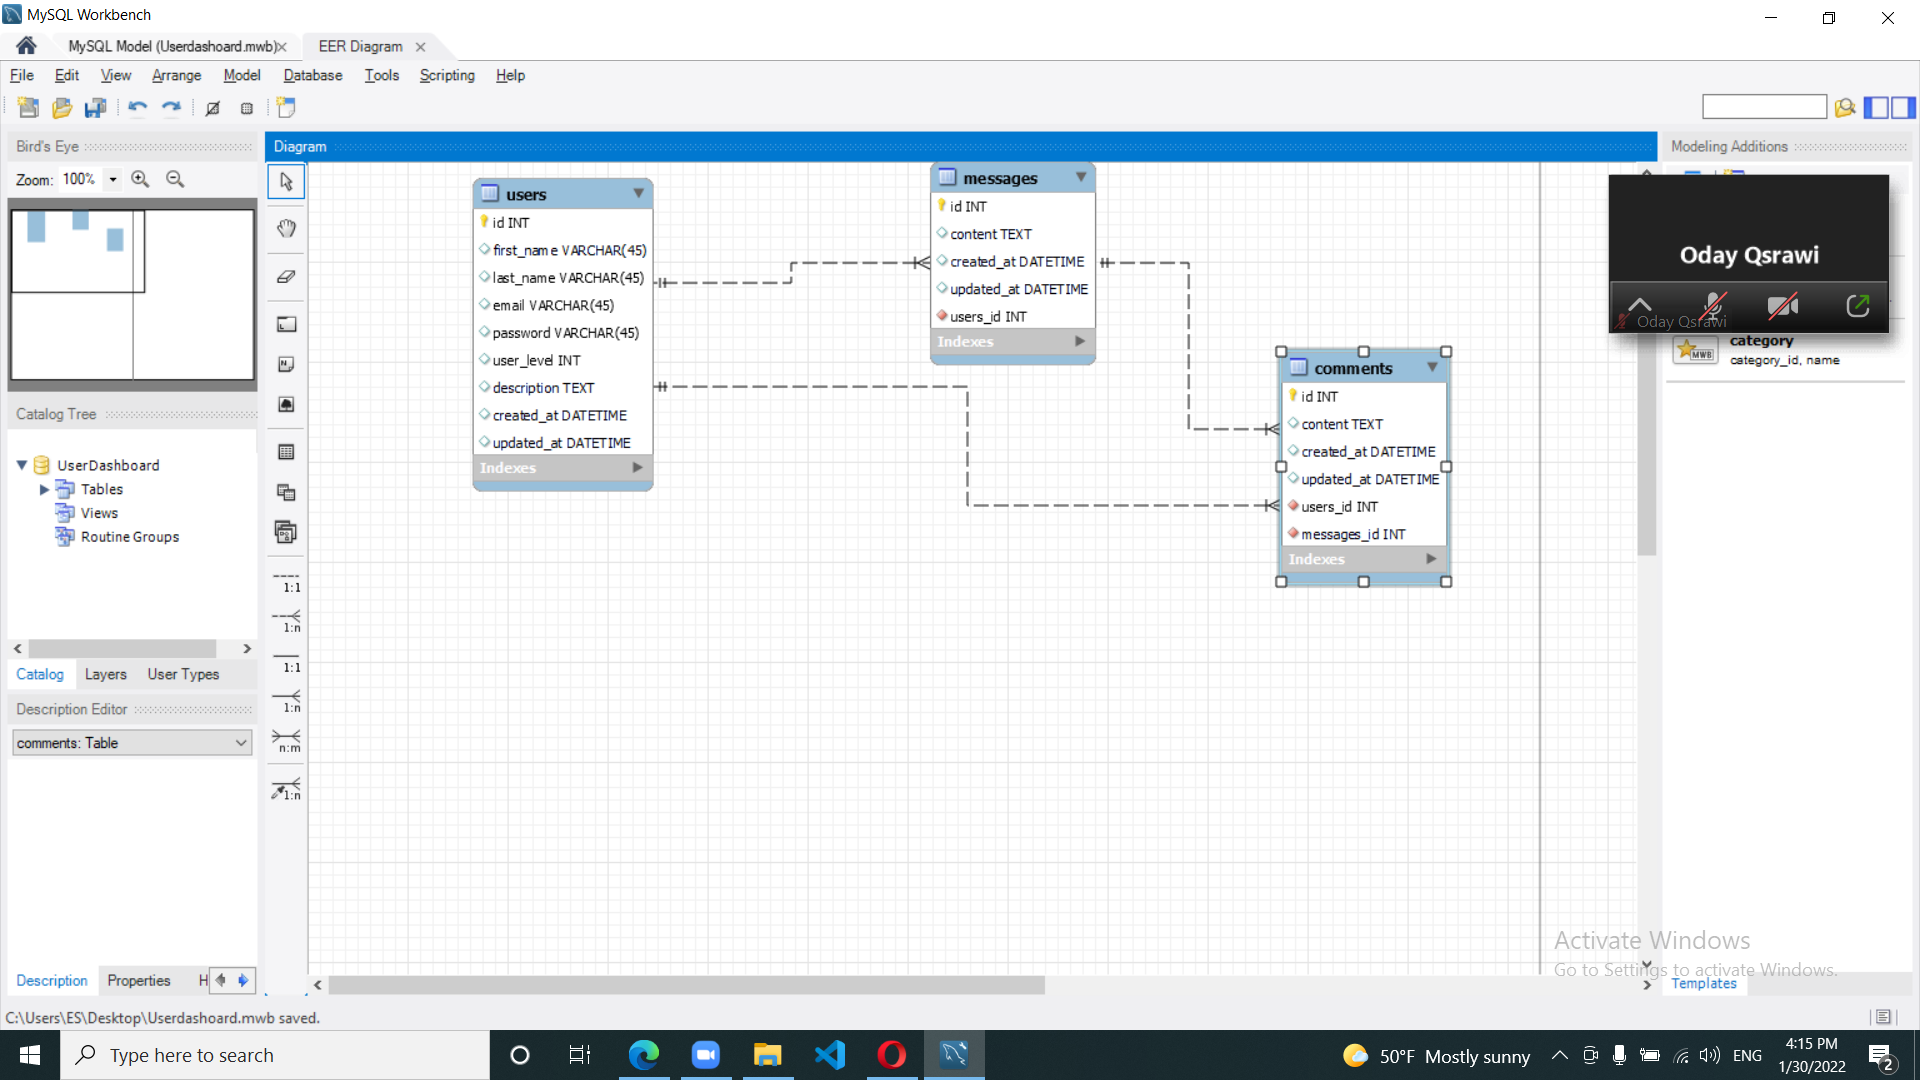 MySQL Workbench
MySQL Model (Userdashoard.mwb)
EER Diagram
File Edit View Arrange Model Database Tools Scripting Help
Bird's Eye
Zoom: 100%
Catalog Tree
UserDashboard
Tables
Views
Routine Groups
Catalog Layers User Types
Description Editor
comments: Table
Description Properties H
Diagram
1:1
1:n
1:1
1:n
n:m
1:n
users
id INT
first_name VARCHAR(45)
last_name VARCHAR(45)
email VARCHAR(45)
password VARCHAR(45)
user_level INT
description TEXT
created_at DATETIME
updated_at DATETIME
Indexes
messages
id INT
content TEXT
created_at DATETIME
updated_at DATETIME
users_id INT
Indexes
comments
id INT
content TEXT
created_at DATETIME
updated_at DATETIME
users_id INT
messages_id INT
Indexes
Modeling Additions
Oday Qsrawi
Oday Qsrawi
MWB
category
category_id, name
Activate Windows
Go to Settings to activate Windows.
Templates
C:\Users\ES\Desktop\Userdashoard.mwb saved.
Type here to search
50°F Mostly sunny
ENG
4:15 PM
1/30/2022
2